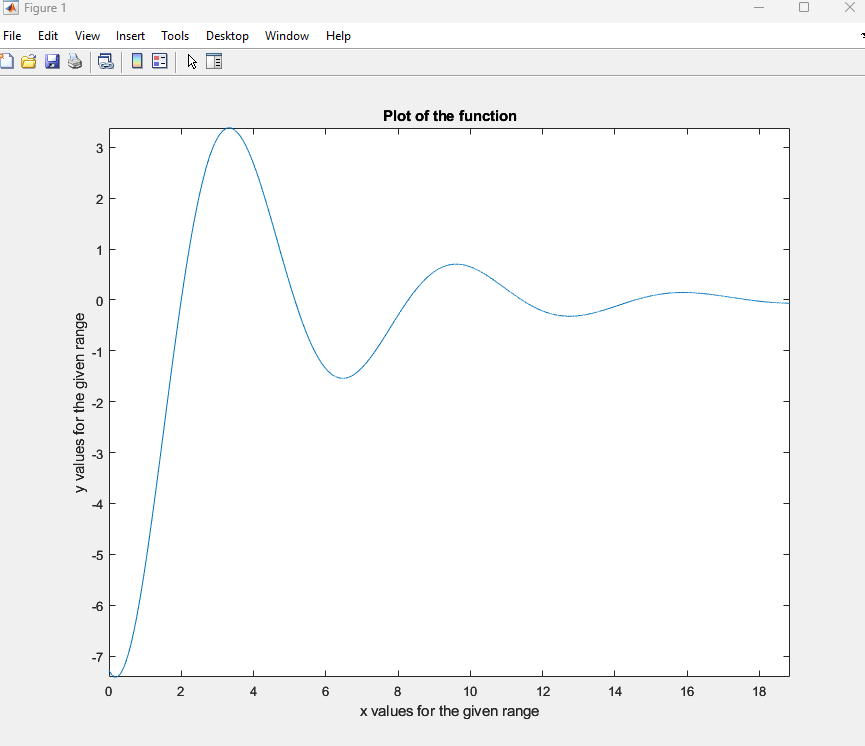 Figure 1
File Edit View Insert Tools Desktop Window Help
Plot of the function
3
2
1
0
-1
-2
-3
-4
-5
-6
-7
y values for the given range
0 2 4 6 8 10 12 14 16 18
x values for the given range